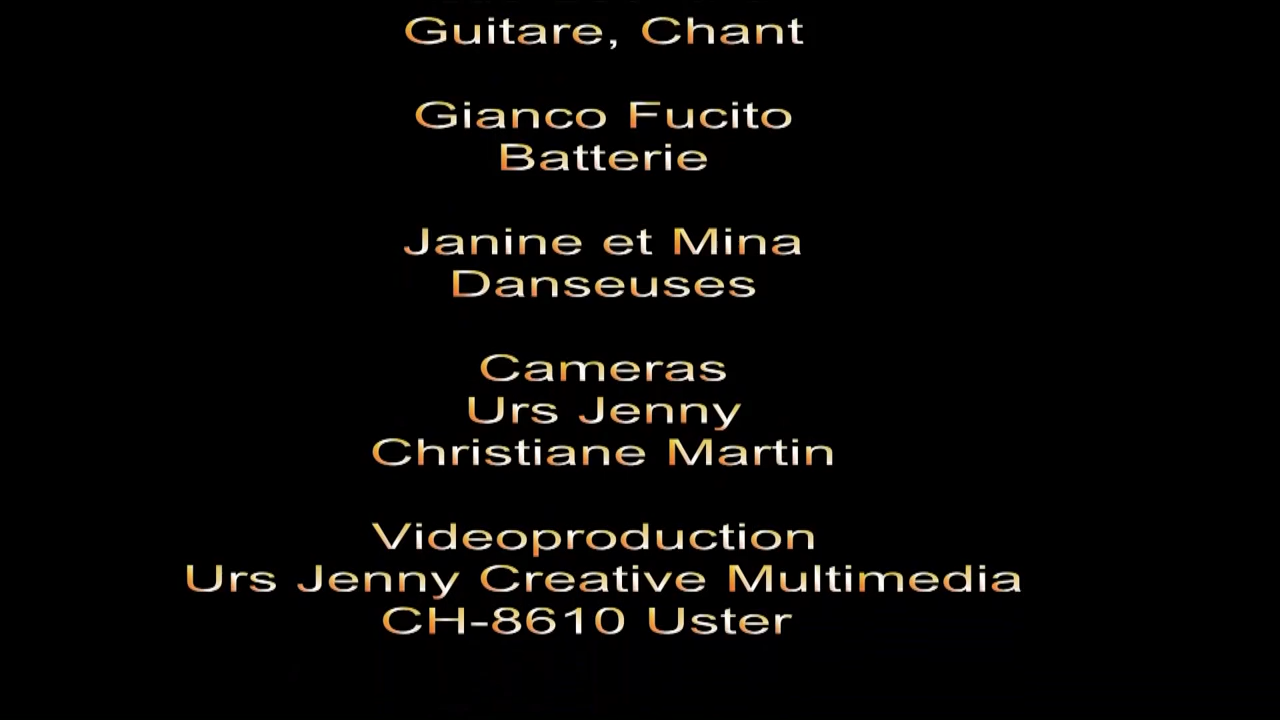 Guitare, Chant
Gianco Fucito
Batterie
Janine et Mina
Danseuses
Cameras
Urs Jenny
Christiane Martin
Videoproduction
Urs Jenny Creative Multimedia
CH-8610 Uster